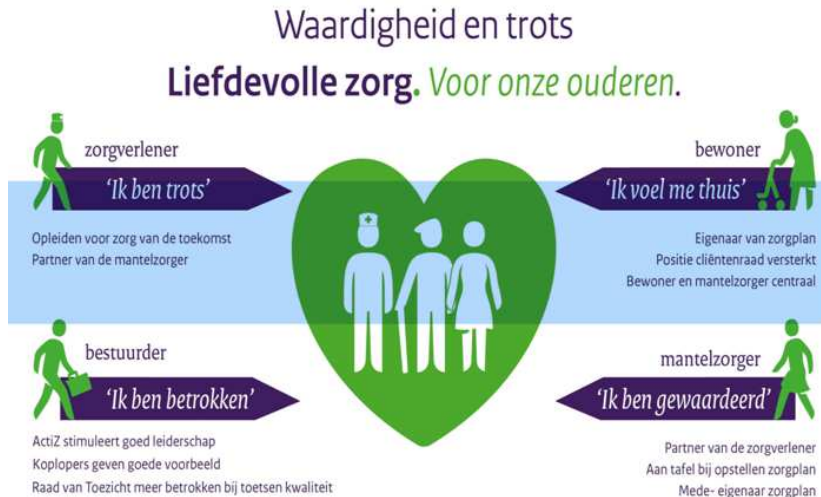 Waardigheid en trots
Liefdevolle zorg. Voor onze ouderen.
zorgverlener
'Ik ben trots'
Opleiden voor zorg van de toekomst
Partner van de mantelzorger
bewoner
'Ik voel me thuis'
Eigenaar van zorgplan
Positie cliëntenraad versterkt
Bewoner en mantelzorger centraal
bestuurder
'Ik ben betrokken'
ActiZ stimuleert goed leiderschap
Koplopers geven goede voorbeeld
Raad van Toezicht meer betrokken bij toetsen kwaliteit
mantelzorger
'Ik ben gewaardeerd'
Partner van de zorgverlener
Aan tafel bij opstellen zorgplan
Mede- eigenaar zorgplan